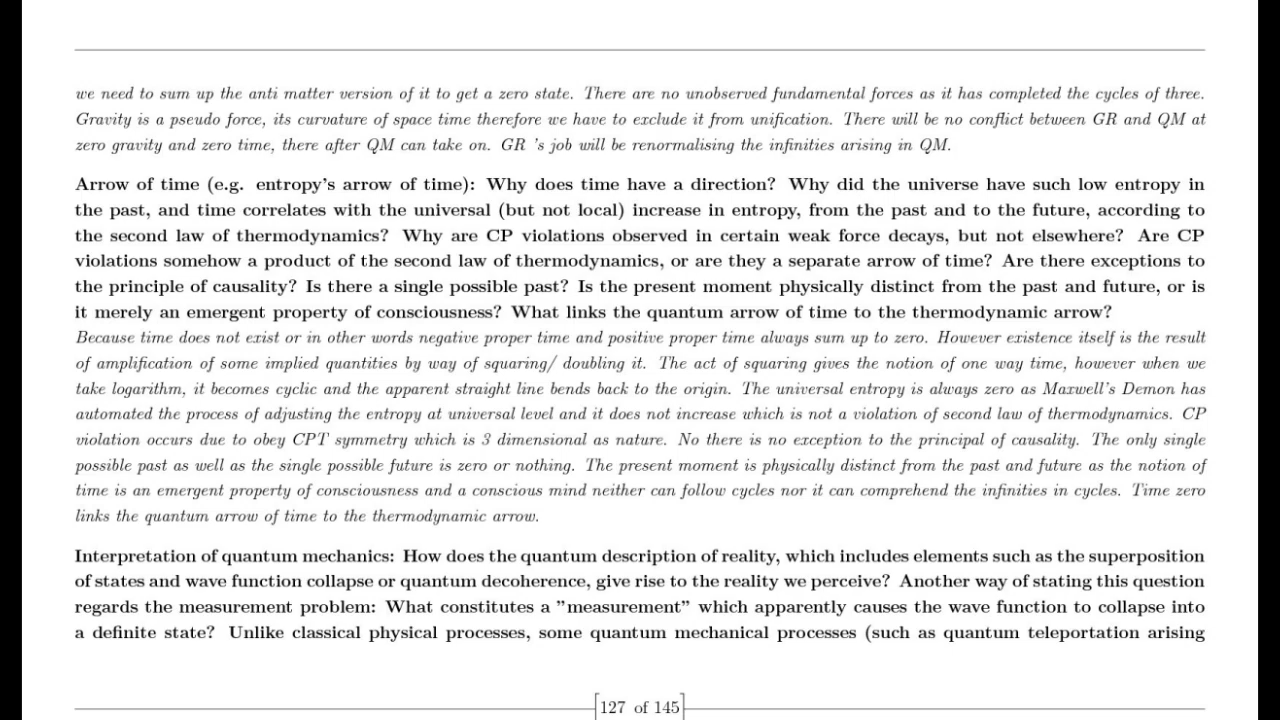 we need to sum up the anti matter version of it to get a zero state. There are no unobserved fundamental forces as it has completed the cycles of three.
Gravity is a pseudo force, its curvature of space time therefore we have to exclude it from unification. There will be no conflict between GR and QM at
zero gravity and zero time, there after QM can take on. GR 's job will be renormalising the infinities arising in QM.
Arrow of time (e.g. entropy's arrow of time): Why does time have a direction? Why did the universe have such low entropy in
the past, and time correlates with the universal (but not local) increase in entropy, from the past and to the future, according to
the second law of thermodynamics? Why are CP violations observed in certain weak force decays, but not elsewhere? Are CP
violations somehow a product of the second law of thermodynamics, or are they a separate arrow of time? Are there exceptions to
the principle of causality? Is there a single possible past? Is the present moment physically distinct from the past and future, or is
it merely an emergent property of consciousness? What links the quantum arrow of time to the thermodynamic arrow?
Because time does not exist or in other words negative proper time and positive proper time always sum up to zero. However existence itself is the result
of amplification of some implied quantities by way of squaring/ doubling it. The act of squaring gives the notion of one way time, however when we
take logarithm, it becomes cyclic and the apparent straight line bends back to the origin. The universal entropy is always zero as Maxwell's Demon has
automated the process of adjusting the entropy at universal level and it does not increase which is not a violation of second law of thermodynamics. CP
violation occurs due to obey CPT symmetry which is 3 dimensional as nature. No there is no exception to the principal of causality. The only single
possible past as well as the single possible future is zero or nothing. The present moment is physically distinct from the past and future as the notion of
time is an emergent property of consciousness and a conscious mind neither can follow cycles nor it can comprehend the infinities in cycles. Time zero
links the quantum arrow of time to the thermodynamic arrow.
Interpretation of quantum mechanics: How does the quantum description of reality, which includes elements such as the superposition
of states and wave function collapse or quantum decoherence, give rise to the reality we perceive? Another way of stating this question
regards the measurement problem: What constitutes a "measurement" which apparently causes the wave function to collapse into
a definite state? Unlike classical physical processes, some quantum mechanical processes (such as quantum teleportation arising
[127 of 145]